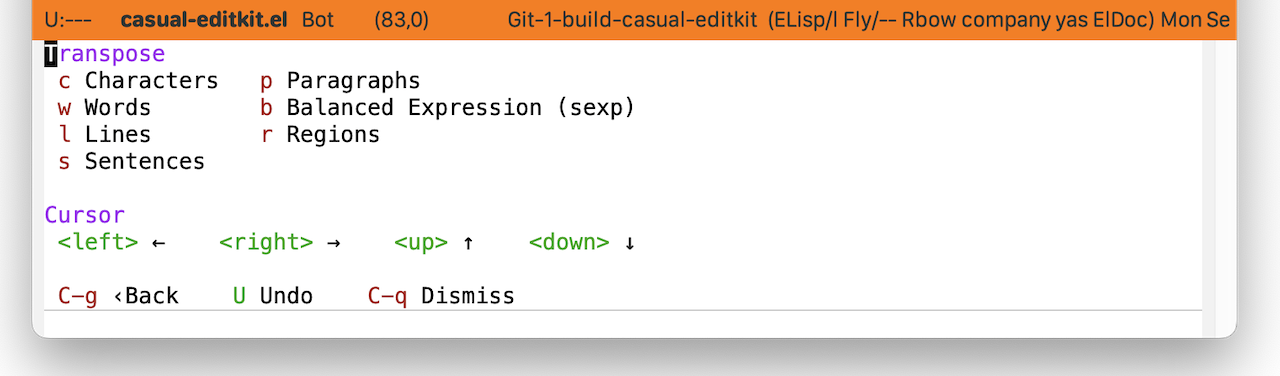 U:--- casual-editkit.el Bot (83,0) Git-1-build-casual-editkit (ELisp/l Fly/-- Rbow company yas ElDoc) Mon Se
Transpose
c Characters p Paragraphs
w Words b Balanced Expression (sexp)
l Lines r Regions
s Sentences
Cursor
<left> ← <right> → <up> ↑ <down> ↓
C-g ‹Back U Undo C-q Dismiss